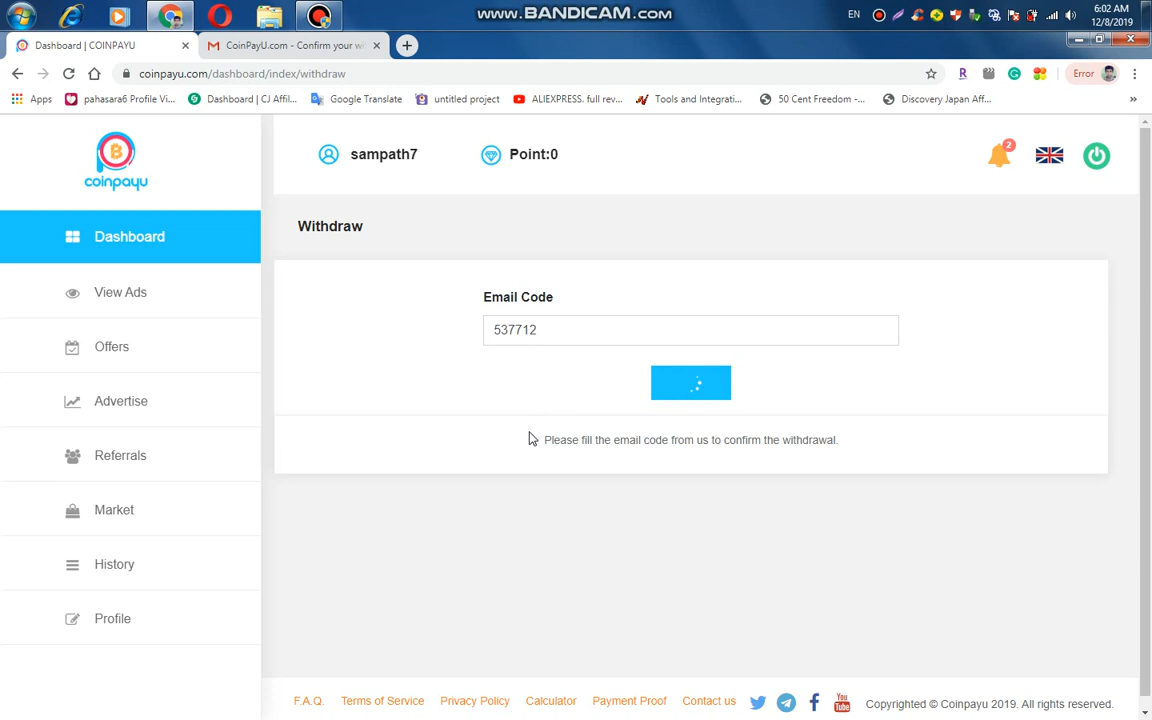 www.BANDICAM.com
EN
6:02 AM
12/8/2019
Dashboard | COINPAYU
CoinPayU.com - Confirm your wi
coinpayu.com/dashboard/index/withdraw
Error
Apps
pahasara6 Profile Vi...
Dashboard | CJ Affil...
Google Translate
untitled project
ALIEXPRESS. full rev...
Tools and Integrati...
50 Cent Freedom -...
Discovery Japan Aff...
coinpayu
sampath7
Point:0
2
Dashboard
View Ads
Offers
Advertise
Referrals
Market
History
Profile
Withdraw
Email Code
537712
Please fill the email code from us to confirm the withdrawal.
F.A.Q. Terms of Service Privacy Policy Calculator Payment Proof Contact us
You
Tube
Copyrighted © Coinpayu 2019. All rights reserved.